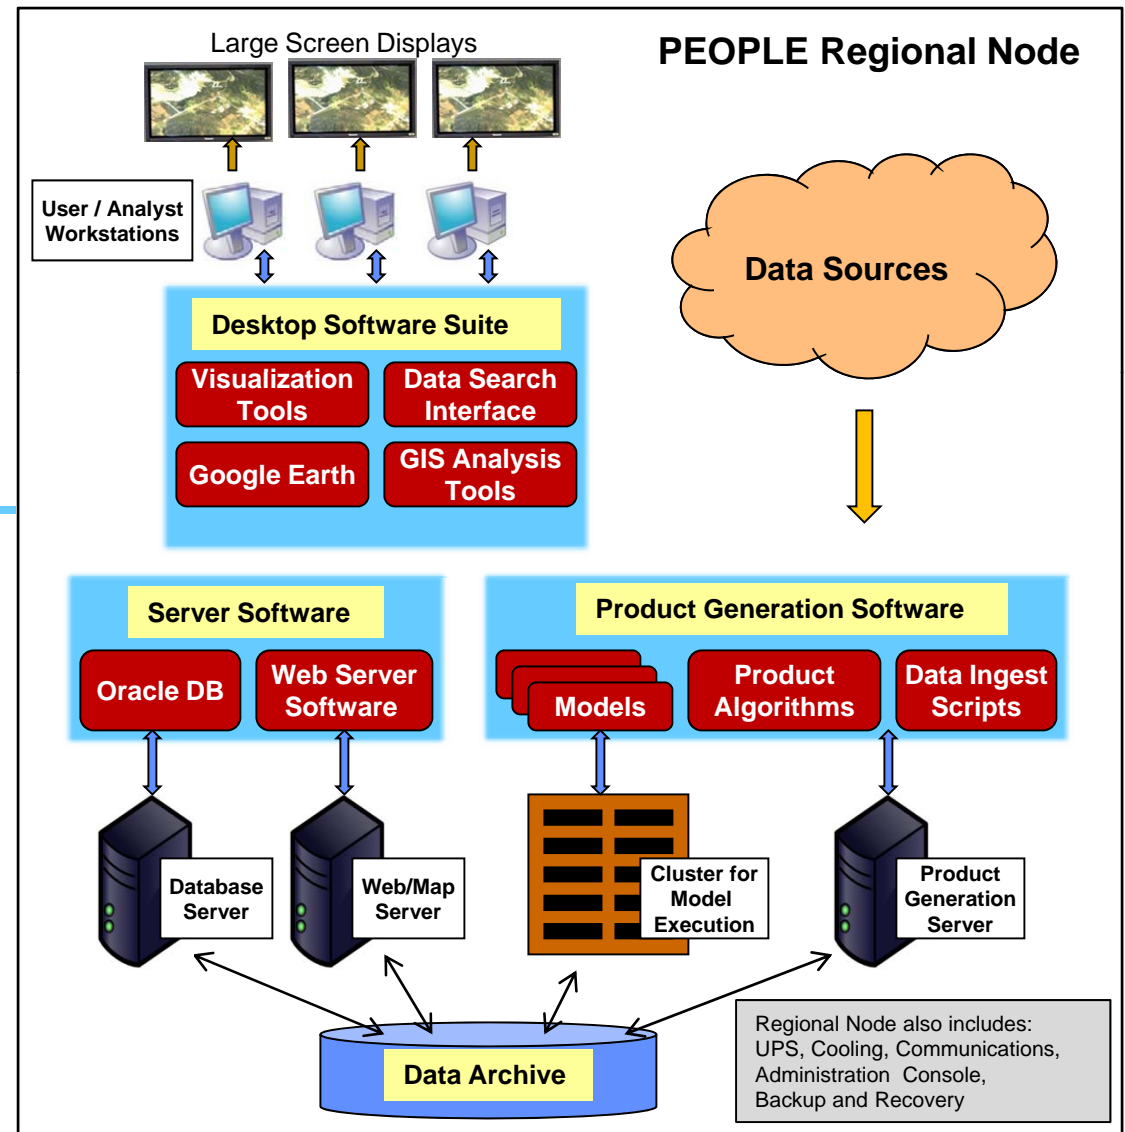 Large Screen Displays
PEOPLE Regional Node
User / Analyst
Workstations
Data Sources
Desktop Software Suite
Visualization
Tools
Data Search
Interface
Google Earth
GIS Analysis
Tools
Server Software
Oracle DB
Web Server
Software
Product Generation Software
Models
Product
Algorithms
Data Ingest
Scripts
Database
Server
Web/Map
Server
Cluster for
Model
Execution
Product
Generation
Server
Data Archive
Regional Node also includes:
UPS, Cooling, Communications,
Administration Console,
Backup and Recovery